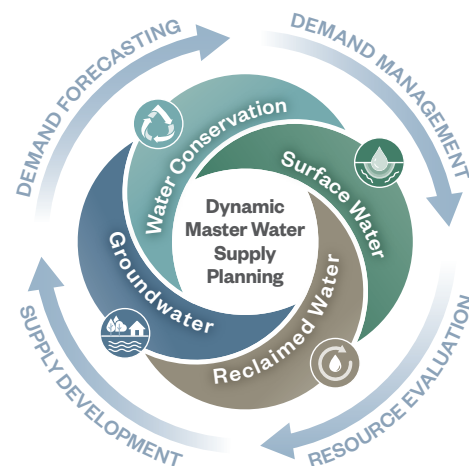 DEMAND FORECASTING
DEMAND MANAGEMENT
Water Conservation
Surface Water
Dynamic
Master Water
Supply
Planning
Groundwater
Reclaimed Water
SUPPLY DEVELOPMENT
RESOURCE EVALUATION